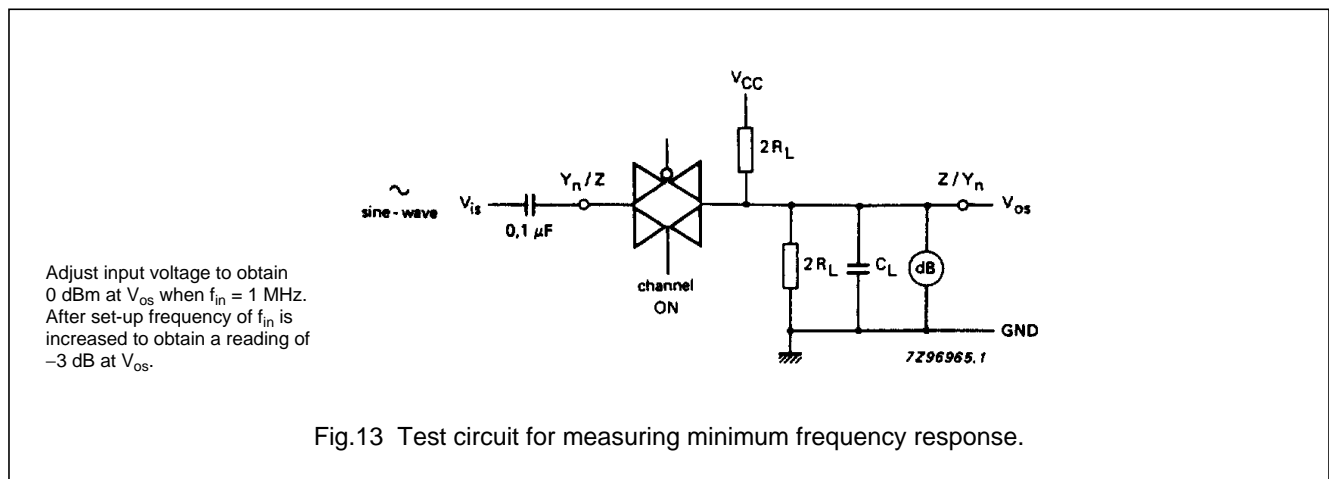 V_CC
2R_L
Y_n/Z
Z/Y_n
~
sine-wave
V_is
V_os
0,1 μF
2R_L
C_L
dB
channel
ON
GND
7Z96965.1
Adjust input voltage to obtain
0 dBm at V_os when f_in = 1 MHz.
After set-up frequency of f_in is
increased to obtain a reading of
−3 dB at V_os.
Fig.13 Test circuit for measuring minimum frequency response.